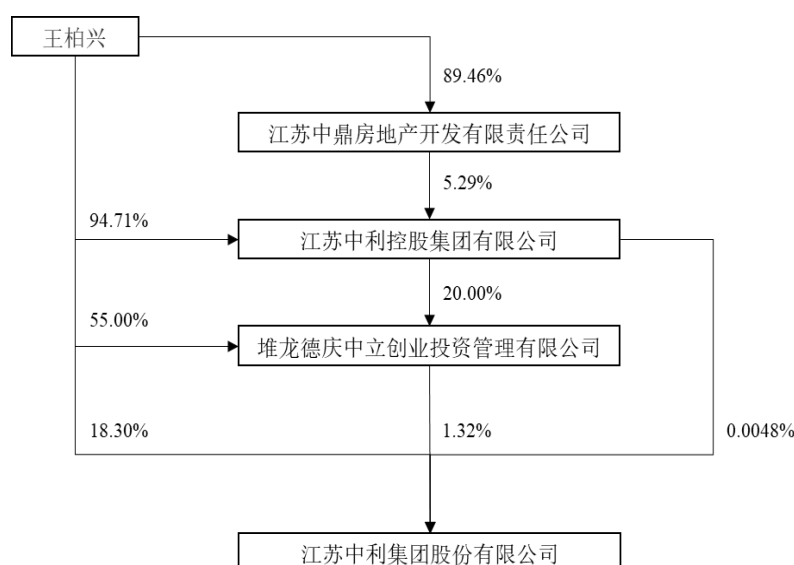 王柏兴
89.46%
江苏中鼎房地产开发有限责任公司
5.29%
94.71%
江苏中利控股集团有限公司
20.00%
55.00%
堆龙德庆中立创业投资管理有限公司
18.30%
1.32%
0.0048%
江苏中利集团股份有限公司